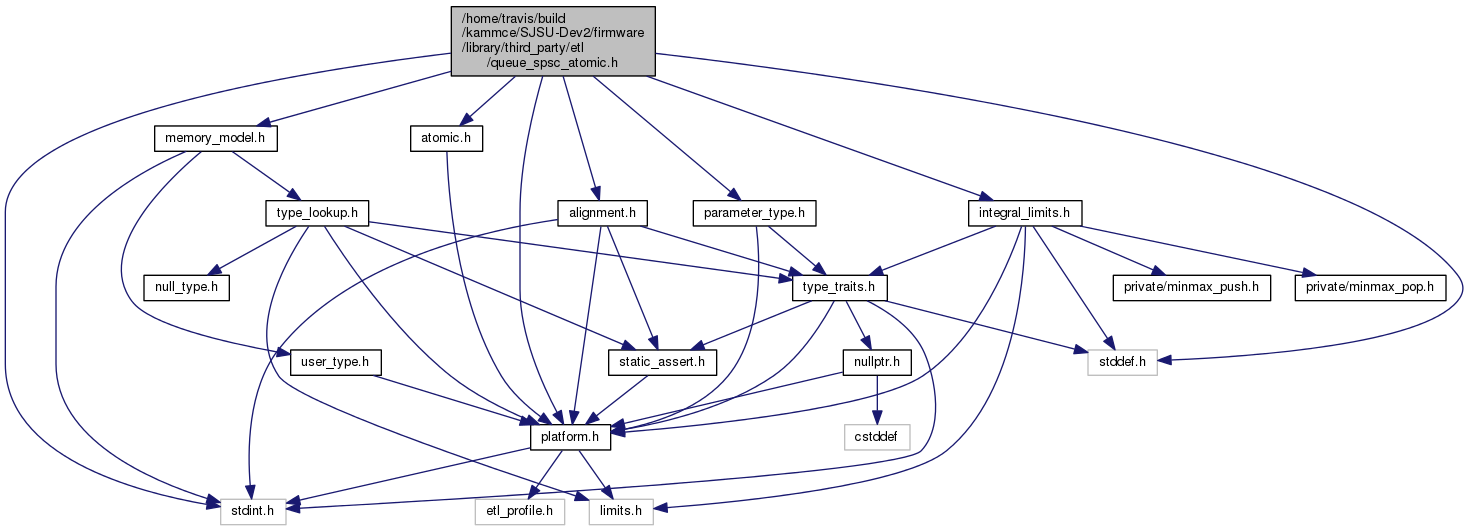 /home/travis/build
/kammce/SJSU-Dev2/firmware
/library/third_party/etl
/queue_spsc_atomic.h
memory_model.h
atomic.h
type_lookup.h
alignment.h
parameter_type.h
integral_limits.h
null_type.h
type_traits.h
private/minmax_push.h
private/minmax_pop.h
user_type.h
static_assert.h
nullptr.h
stddef.h
platform.h
cstddef
stdint.h
etl_profile.h
limits.h